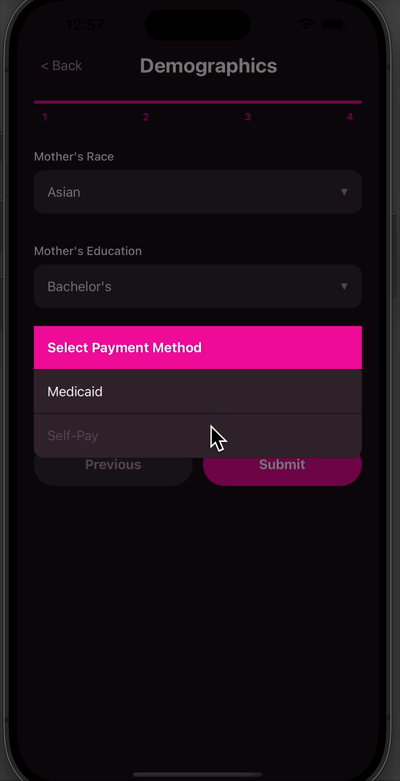 12:57
< Back
Demographics
1 2 3 4
Mother's Race
Asian
Mother's Education
Bachelor's
Select Payment Method
Medicaid
Self-Pay
Previous
Submit